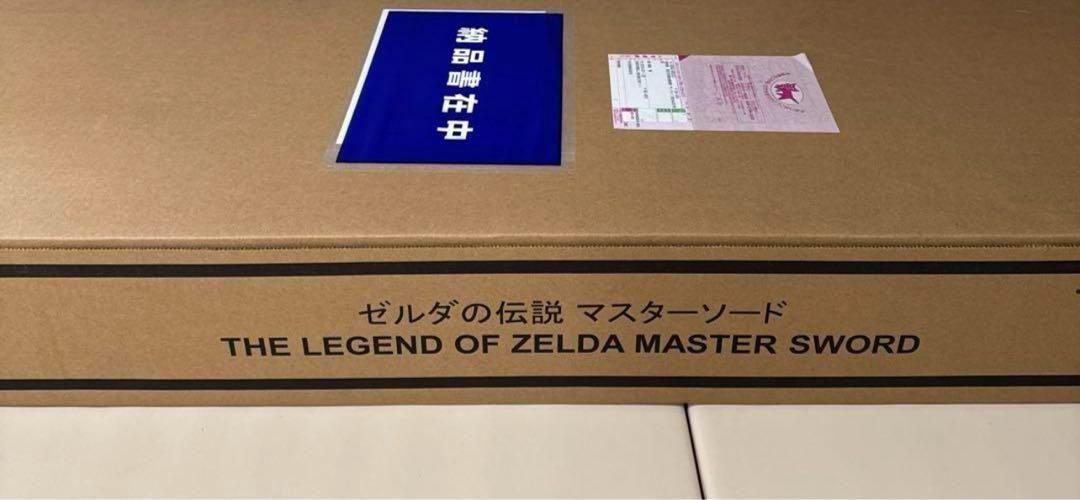 納品書在中
ゼルダの伝説 マスターソード
THE LEGEND OF ZELDA MASTER SWORD